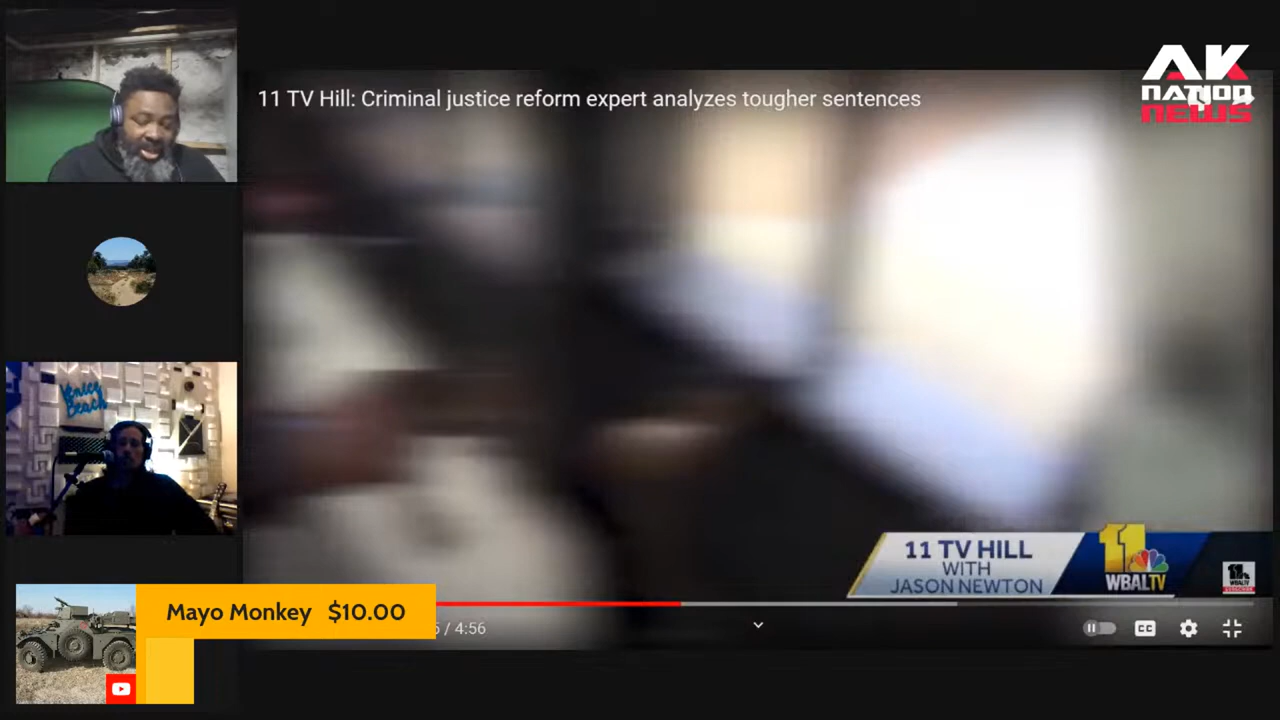 11 TV Hill: Criminal justice reform expert analyzes tougher sentences
AK
NATION
NEWS
Venice
Beach
11 TV HILL
WITH
JASON NEWTON
11
WBALTV
11
Mayo Monkey $10.00
/ 4:56
CC